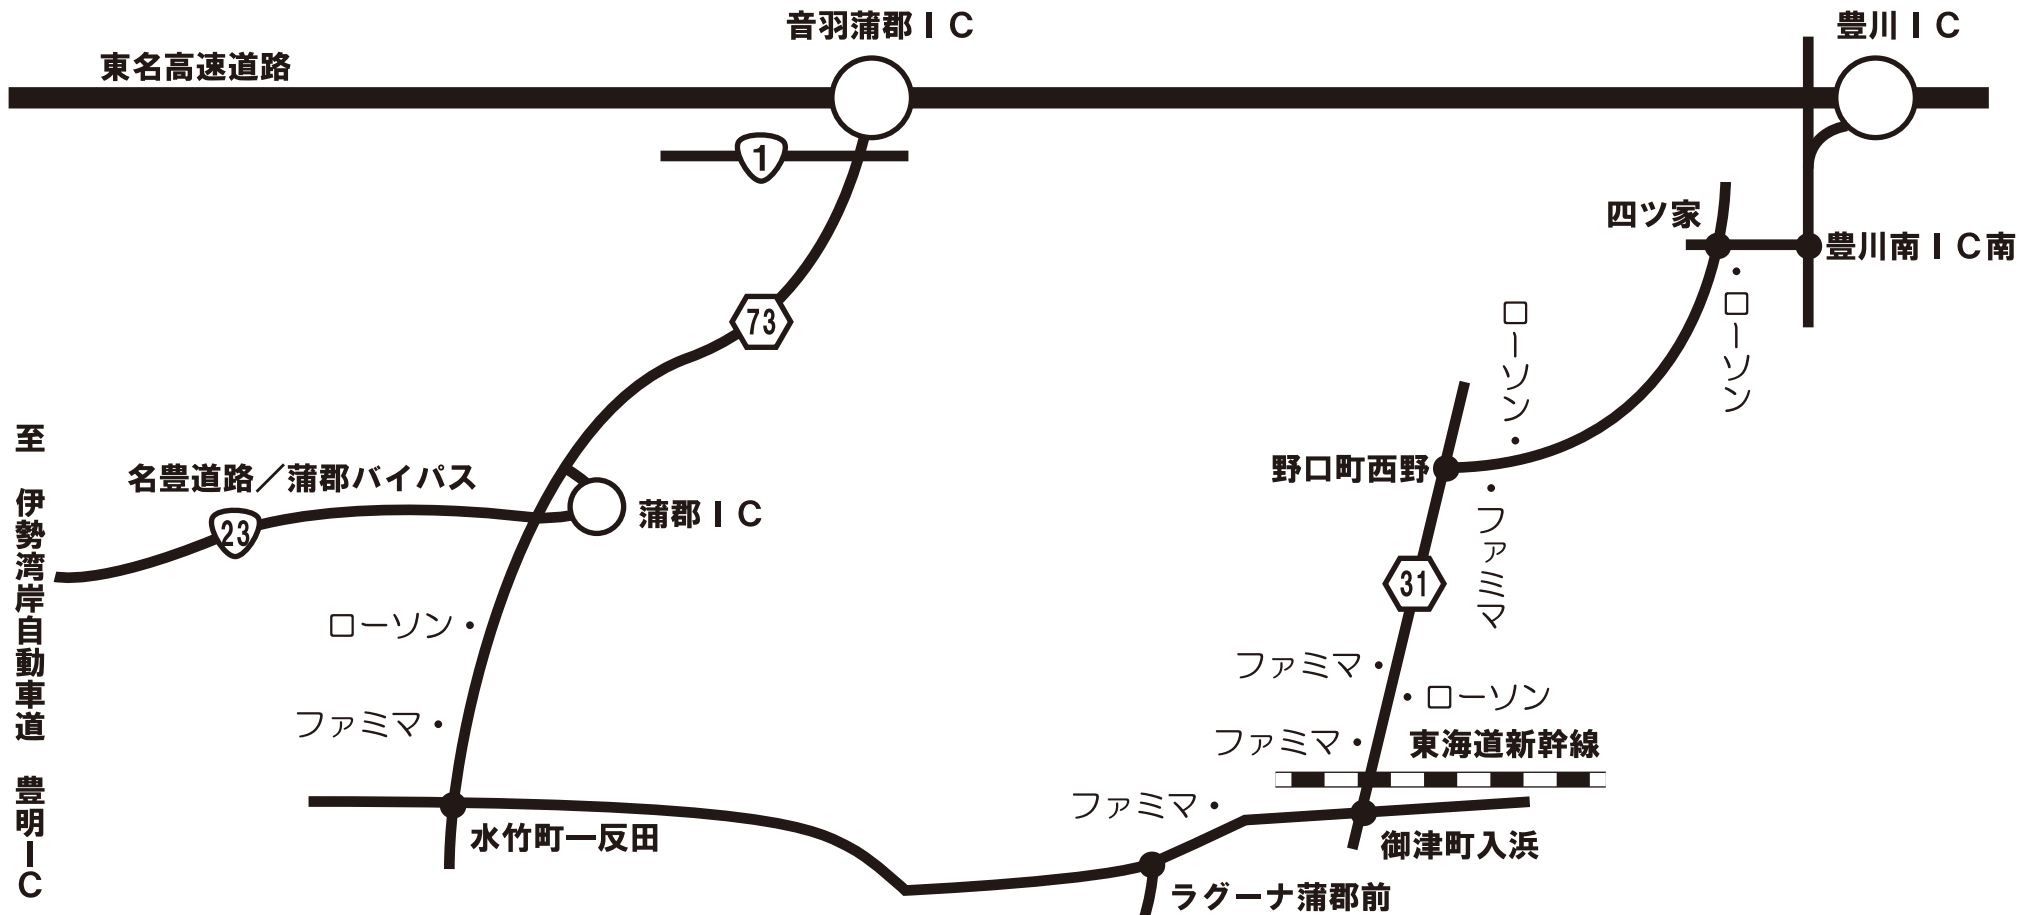 音羽蒲郡IC
豊川IC
東名高速道路
1
四ツ家
豊川南IC南
・ローソン
73
ローソン・
至 伊勢湾岸自動車道 豊明IC
名豊道路／蒲郡バイパス
野口町西野
23
蒲郡IC
・ファミマ
31
ローソン・
ファミマ・
・ローソン
ファミマ・
ファミマ・
東海道新幹線
ファミマ・
水竹町一反田
御津町入浜
ラグーナ蒲郡前